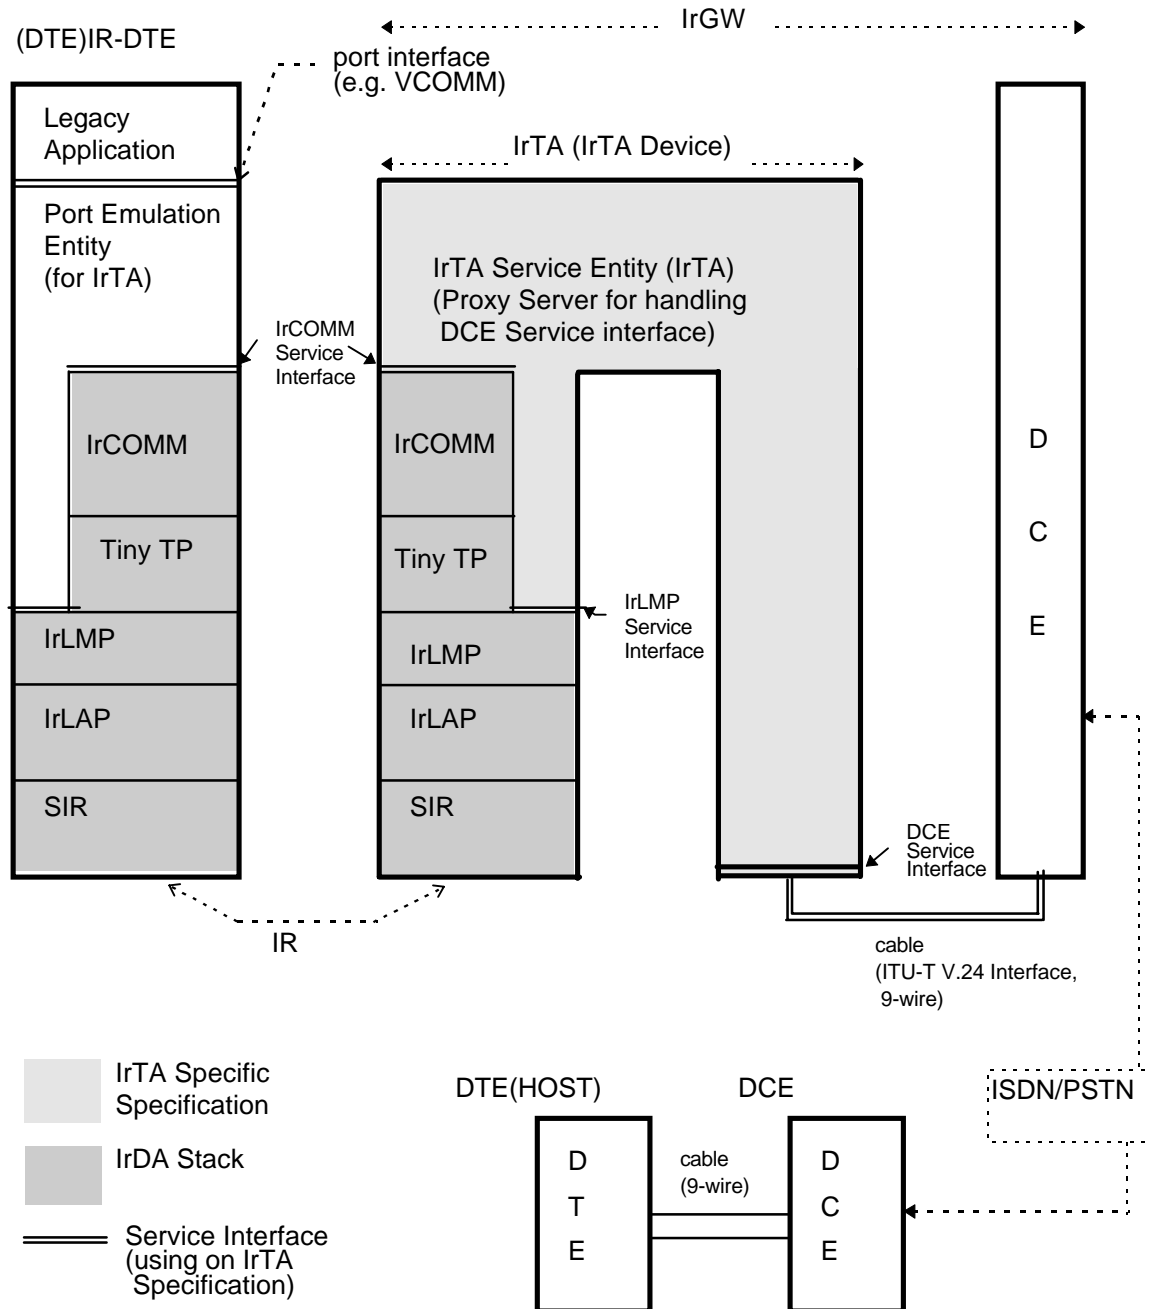 IrGW
(DTE)IR-DTE
port interface
(e.g. VCOMM)
Legacy
Application
IrTA (IrTA Device)
Port Emulation
Entity
(for IrTA)
IrTA Service Entity (IrTA)
(Proxy Server for handling
DCE Service interface)
IrCOMM
Service
Interface
IrCOMM
IrCOMM
D
C
E
Tiny TP
Tiny TP
IrLMP
Service
Interface
IrLMP
IrLMP
IrLAP
IrLAP
SIR
SIR
DCE
Service
Interface
IR
cable
(ITU-T V.24 Interface,
9-wire)
IrTA Specific
Specification
DTE(HOST)
DCE
ISDN/PSTN
IrDA Stack
D
T
E
cable
(9-wire)
D
C
E
Service Interface
(using on IrTA
Specification)